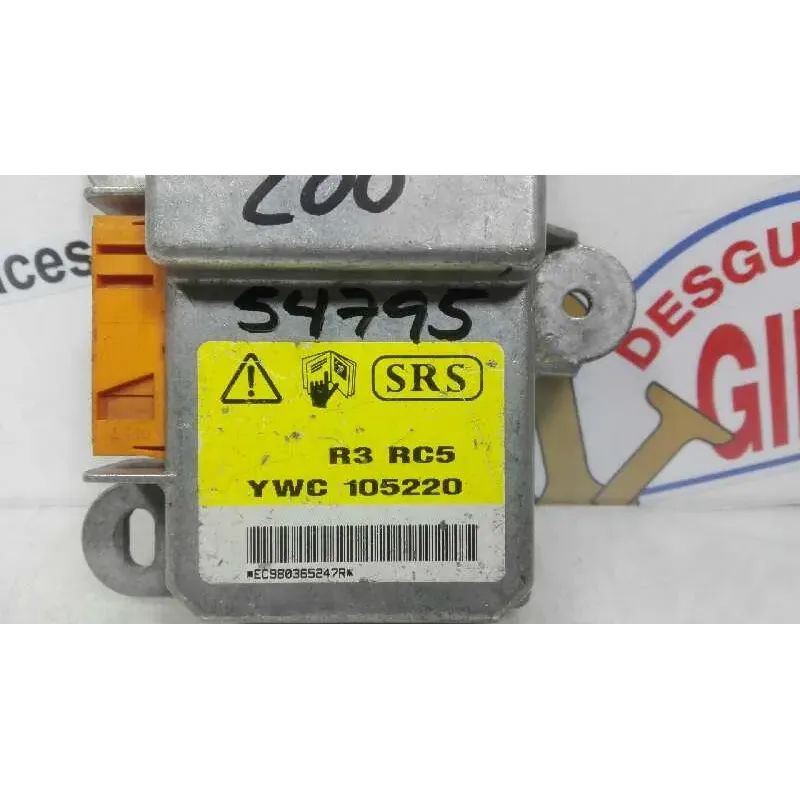 200
54795
SRS
R3 RC5
YWC 105220
*EC980365247R*
ces
DESGU
GI